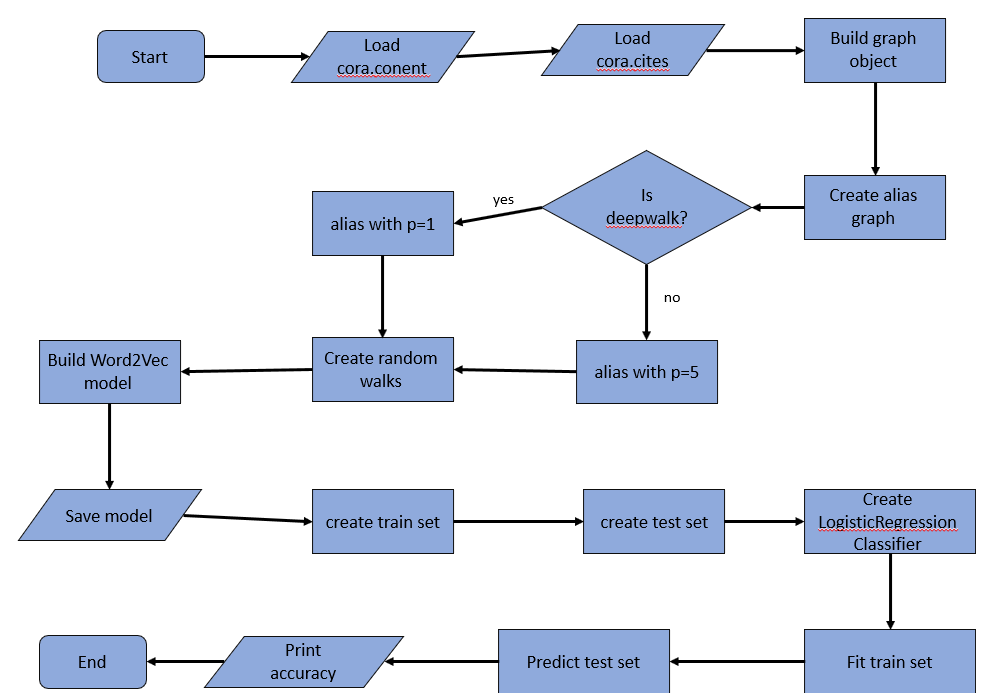 Start
Load
cora.conent
Load
cora.cites
Build graph
object
Create alias
graph
Is
deepwalk?
yes
alias with p=1
no
alias with p=5
Create random
walks
Build Word2Vec
model
Save model
create train set
create test set
Create
LogisticRegression
Classifier
Fit train set
Predict test set
Print
accuracy
End